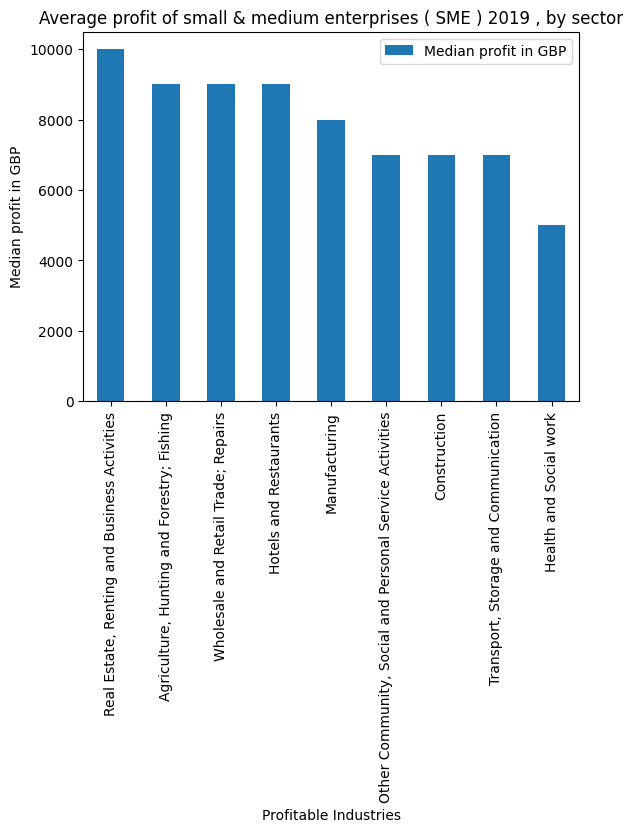 Average profit of small & medium enterprises ( SME ) 2019 , by sector
Median profit in GBP
Median profit in GBP
10000
8000
6000
4000
2000
0
Real Estate, Renting and Business Activities
Agriculture, Hunting and Forestry; Fishing
Wholesale and Retail Trade; Repairs
Hotels and Restaurants
Manufacturing
Other Community, Social and Personal Service Activities
Construction
Transport, Storage and Communication
Health and Social work
Profitable Industries